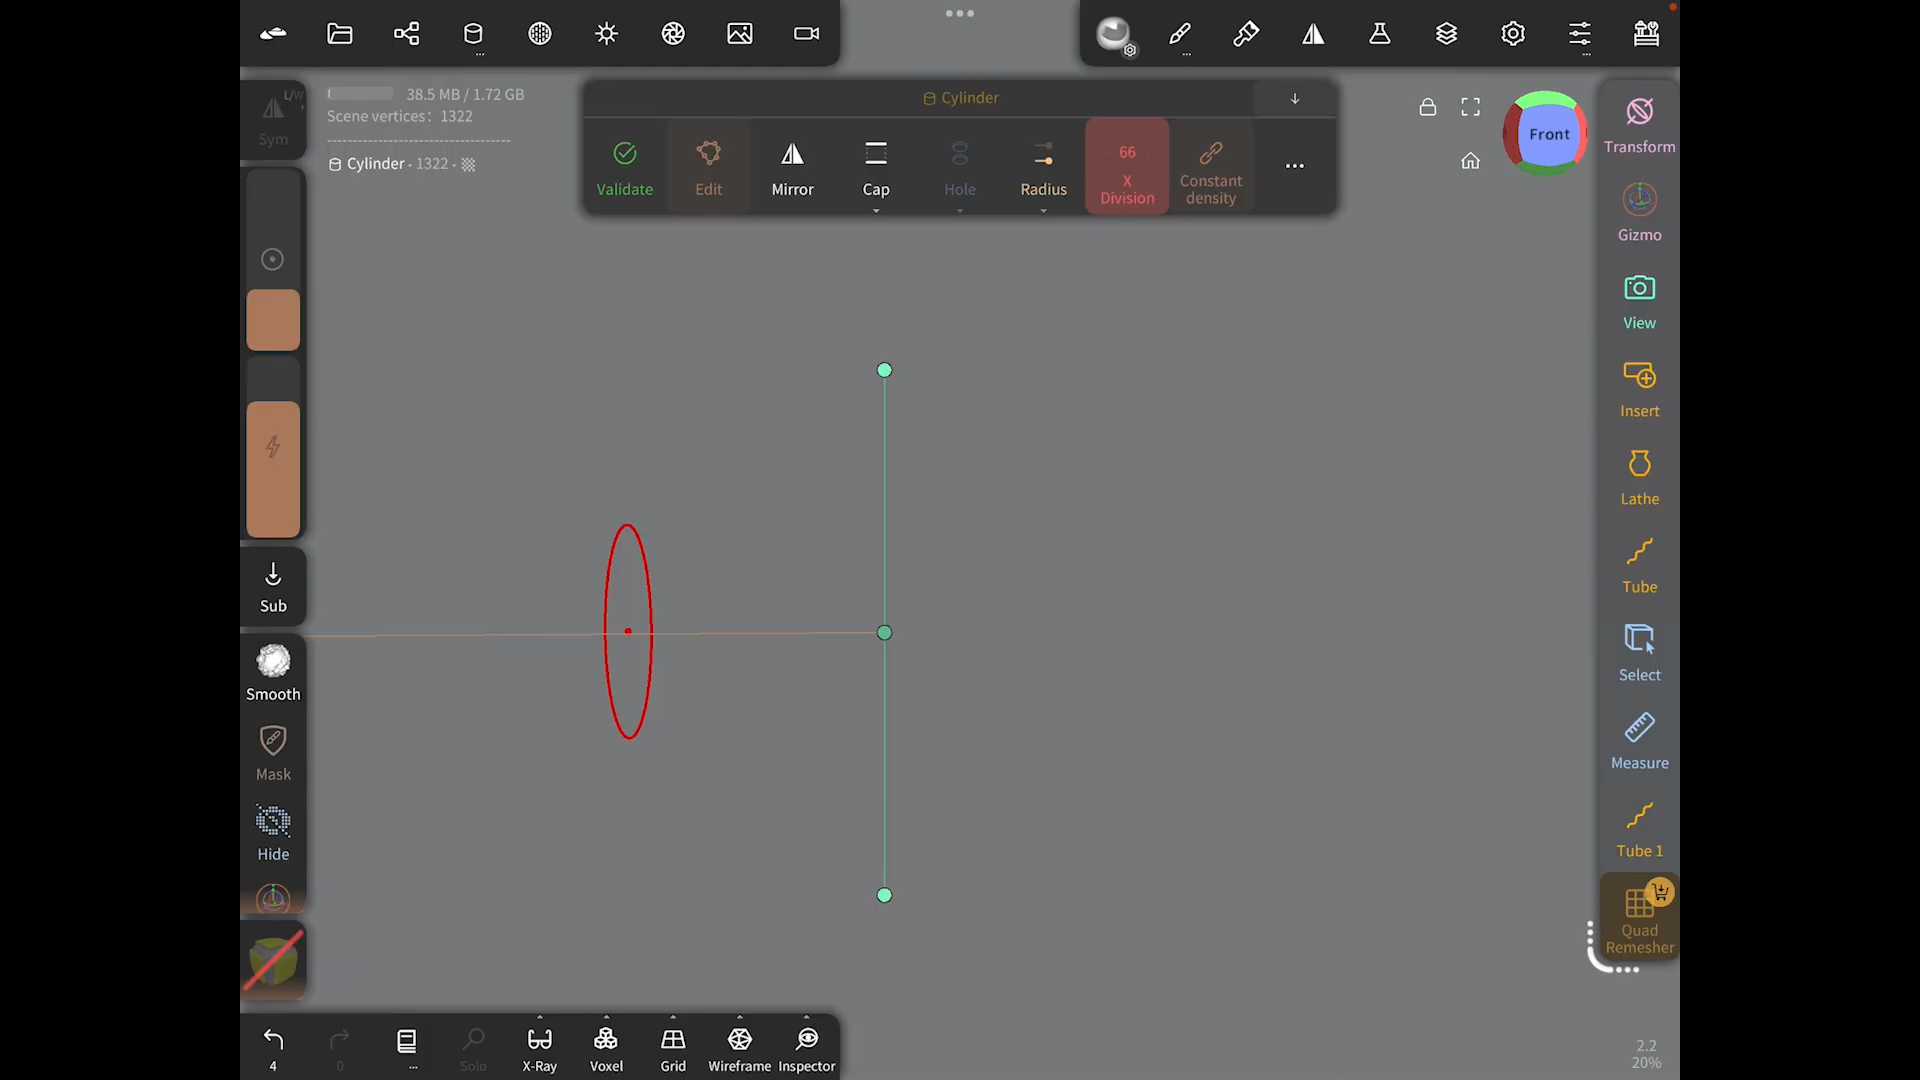 L/W
Sym
38.5 MB / 1.72 GB
Scene vertices: 1322
Cylinder · 1322 ·
Cylinder
Validate
Edit
Mirror
Cap
Hole
Radius
66
X
Division
Constant
density
...
Front
Transform
Gizmo
View
Insert
Lathe
Tube
Select
Measure
Tube 1
Quad
Remesher
Sub
Smooth
Mask
Hide
4
0
...
Solo
X-Ray
Voxel
Grid
Wireframe
Inspector
2.2
20%